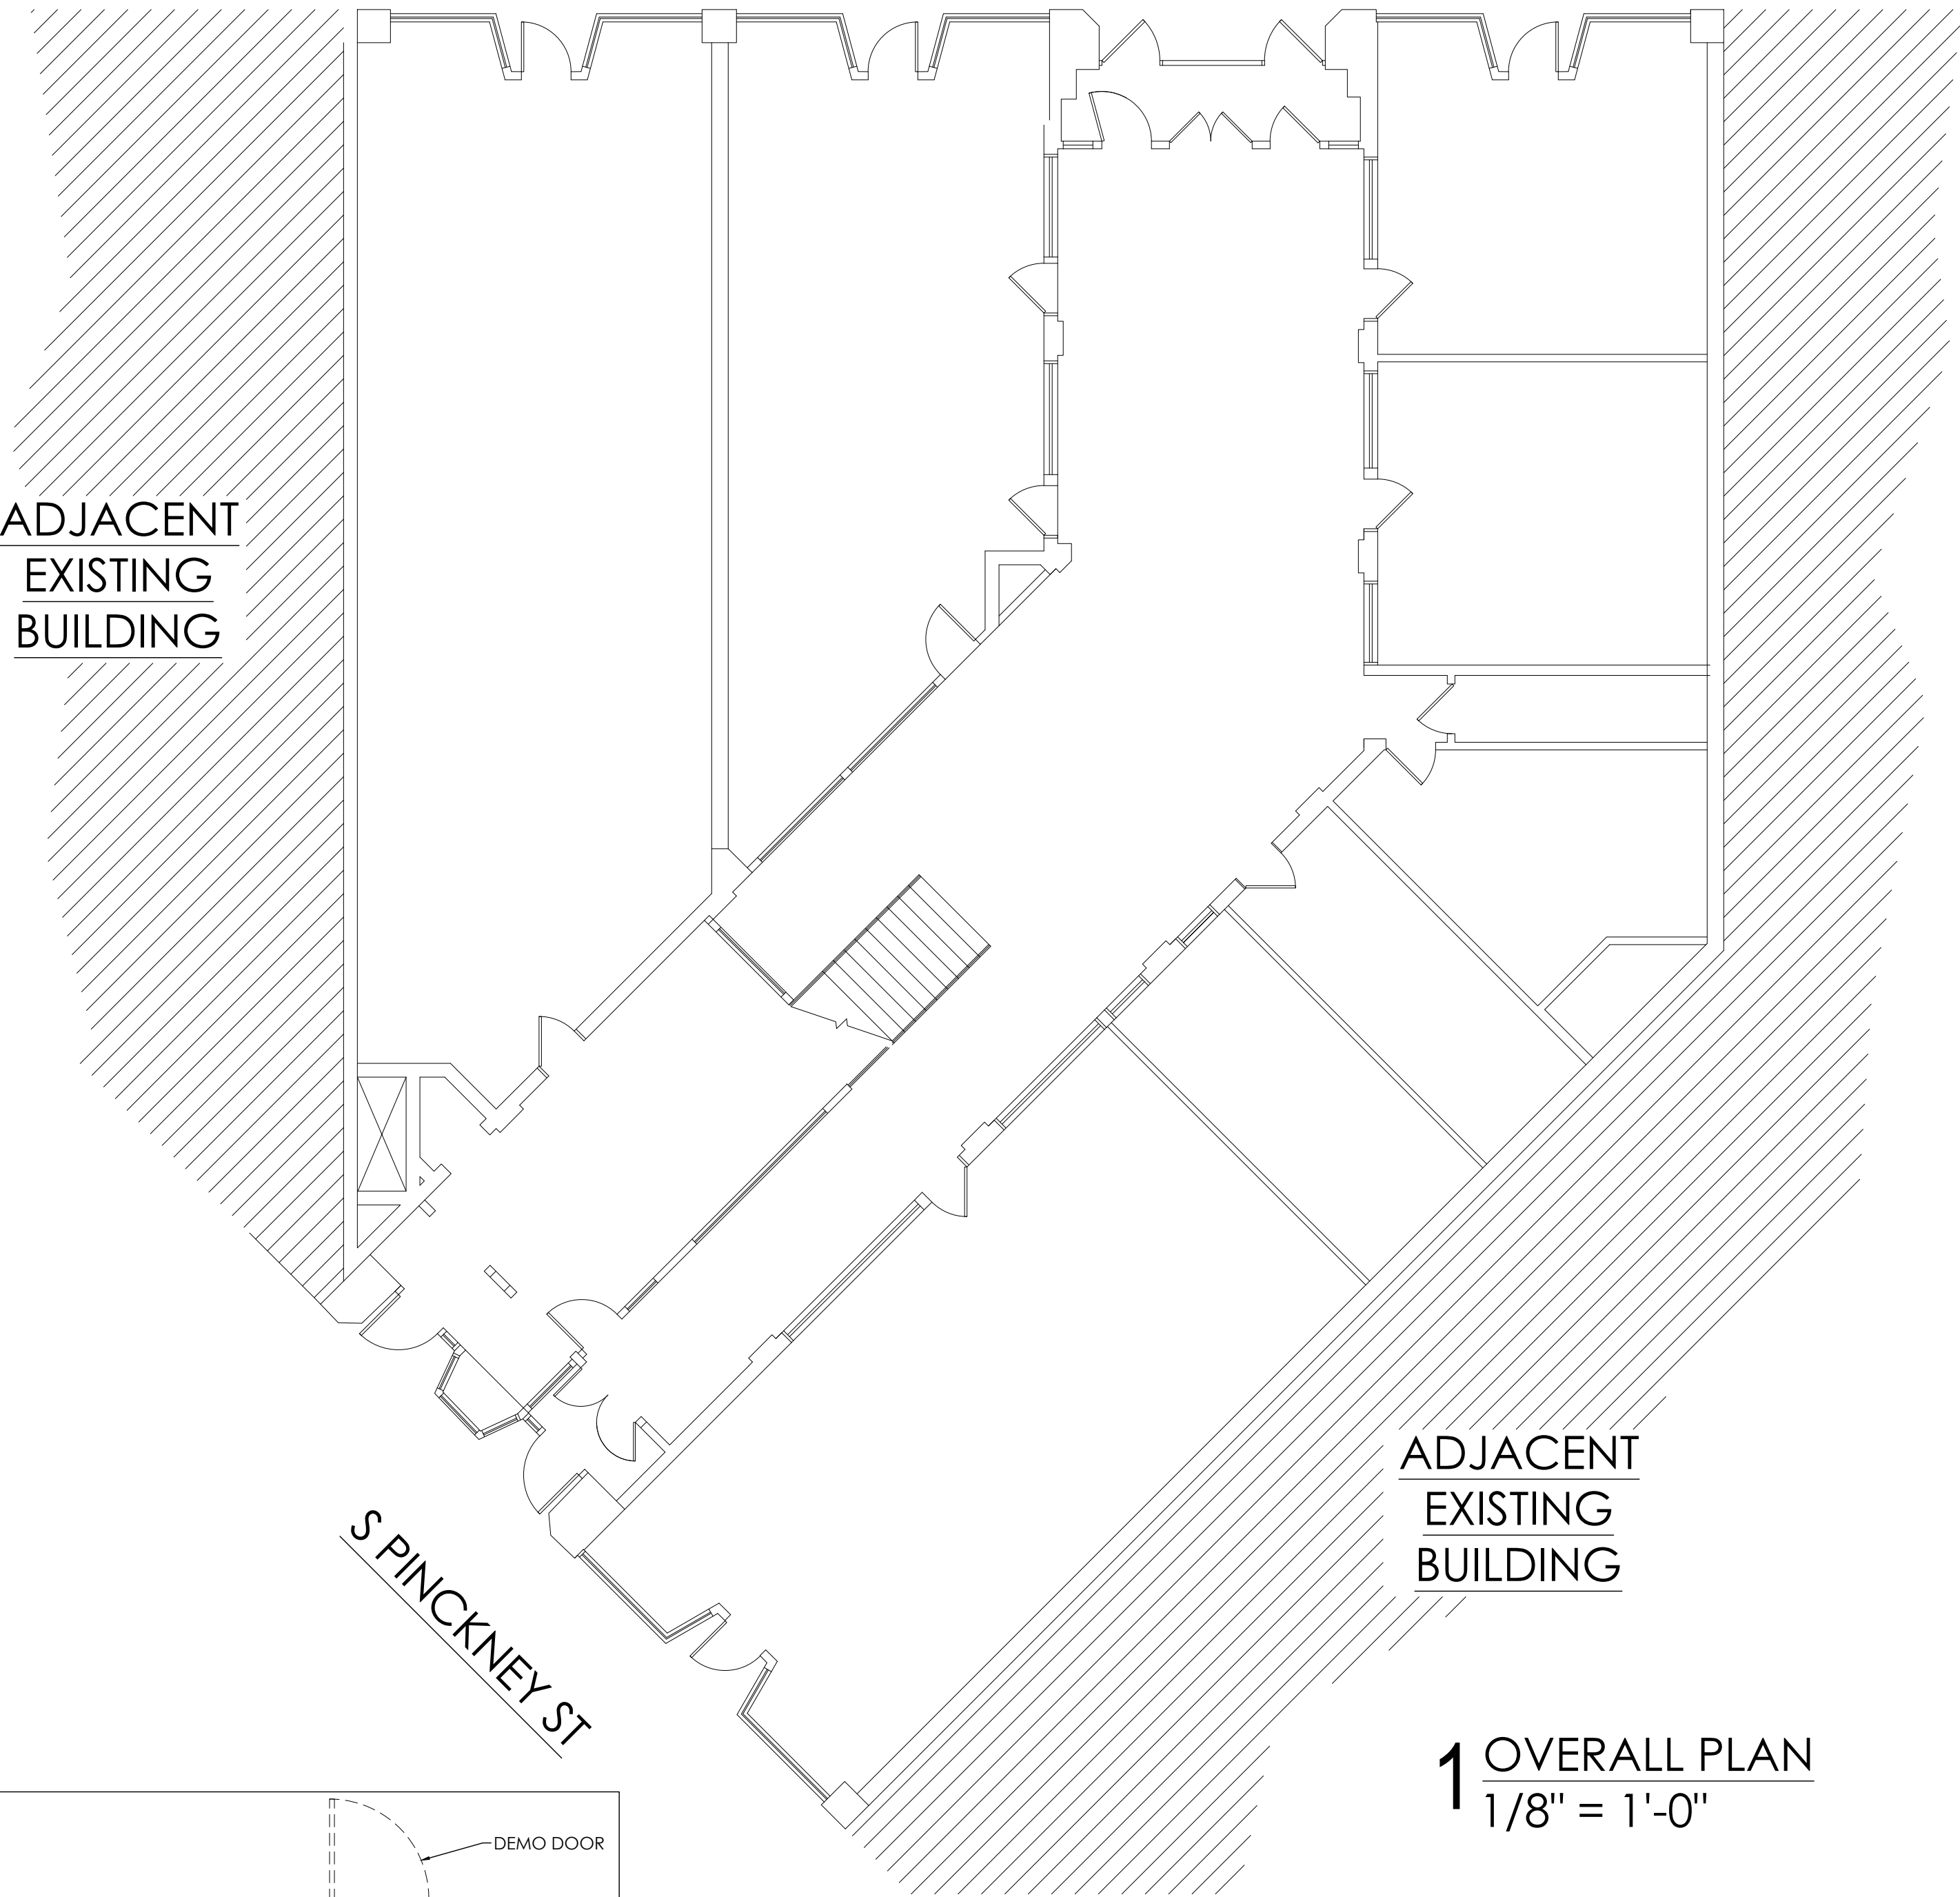 ADJACENT
EXISTING
BUILDING
ADJACENT
EXISTING
BUILDING
S PINCKNEY ST
1 OVERALL PLAN
1/8" = 1'-0"
DEMO DOOR